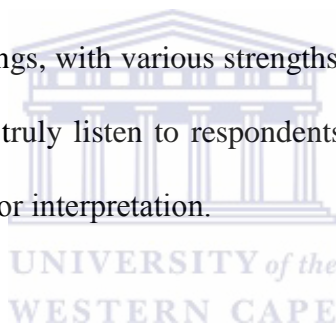 ngs, with various strengths
truly listen to respondents
or interpretation.
UNIVERSITY of the
WESTERN CAPE